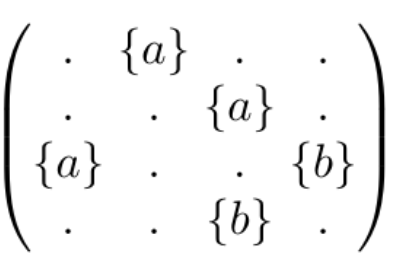 . {a} . .
. . {a} .
{a} . . {b}
. . {b} .